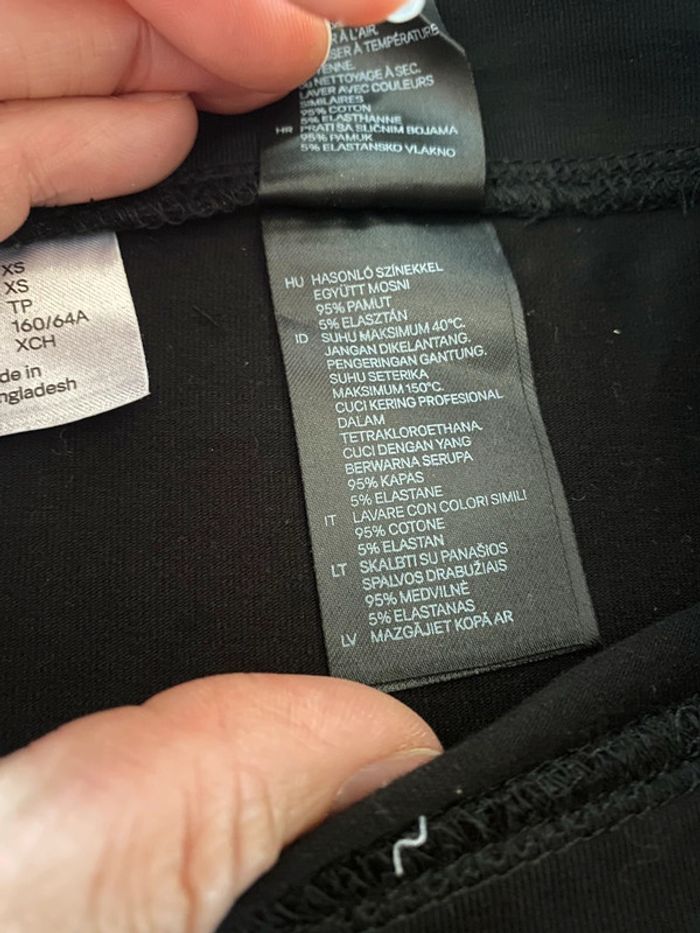 À L'AIR.
SER À TEMPÉRATURE
NETTOYAGE À SEC.
LAVER AVEC COULEURS
SIMILAIRES
95% COTON
5% ELASTHANNE
HR PRATI SA SLIČNIM BOJAMA
95% PAMUK
5% ELASTANSKO VLAKNO
XS
XS
TP
160/64A
XCH
de in
ngladesh
HU HASONLÓ SZÍNEKKEL
EGYÜTT MOSNI
95% PAMUT
5% ELASZTÁN
ID SUHU MAKSIMUM 40°C.
JANGAN DIKELANTANG.
PENGERINGAN GANTUNG.
SUHU SETERIKA
MAKSIMUM 150°C.
CUCI KERING PROFESIONAL
DALAM
TETRAKLOROETHANA.
CUCI DENGAN YANG
BERWARNA SERUPA
95% KAPAS
5% ELASTANE
IT LAVARE CON COLORI SIMILI
95% COTONE
5% ELASTAN
LT SKALBTI SU PANAŠIOS
SPALVOS DRABUŽIAIS
95% MEDVILNĖ
5% ELASTANAS
LV MAZGĀJIET KOPĀ AR